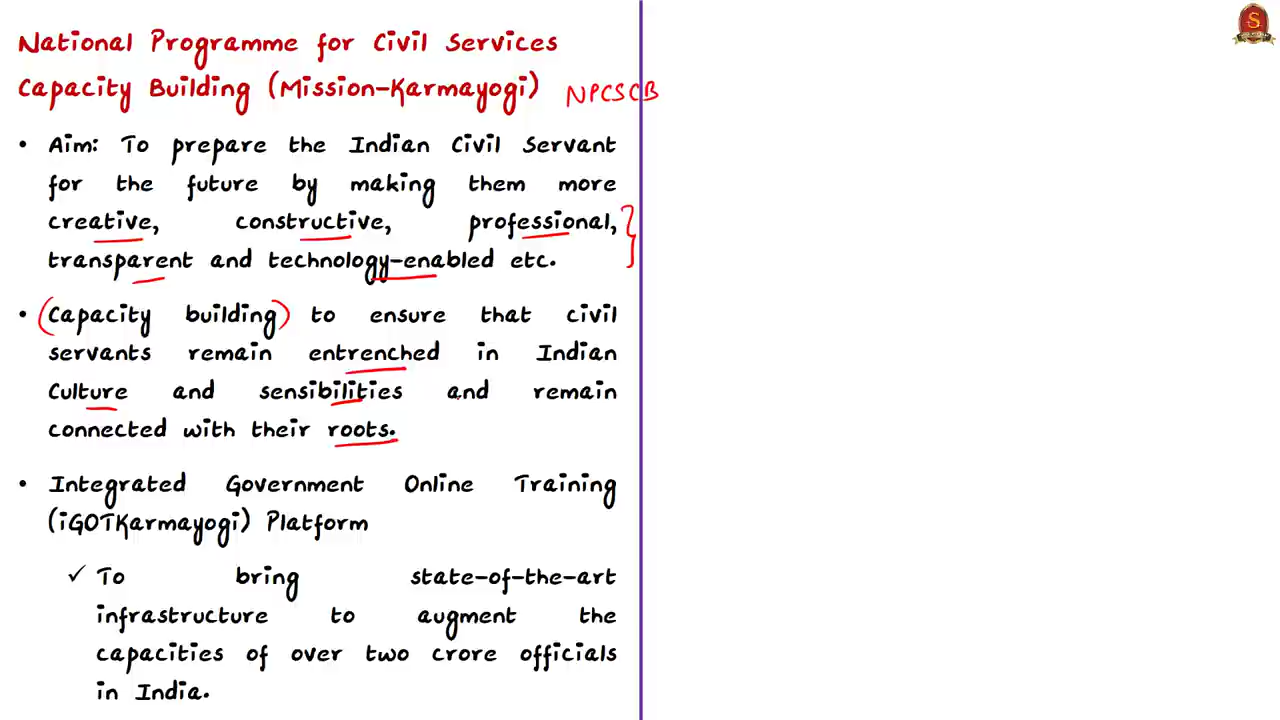 National Programme for Civil Services
Capacity Building (Mission-Karmayogi) NPCSCB
• Aim: To prepare the Indian Civil Servant
for the future by making them more
creative, constructive, professional,
transparent and technology-enabled etc.
• (Capacity building) to ensure that civil
servants remain entrenched in Indian
Culture and sensibilities and remain
connected with their roots.
• Integrated Government Online Training
(iGOTKarmayogi) Platform
✓ To bring state-of-the-art
infrastructure to augment the
capacities of over two crore officials
in India.
S